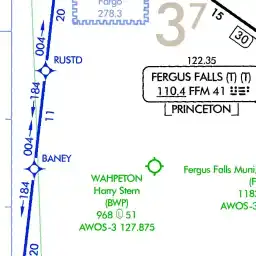 20
Fargo
278.3
37
15
30
004
RUSTD
122.35
FERGUS FALLS (T) (T)
110.4 FFM 41
PRINCETON
184
11
004
BANEY
WAHPETON
Harry Stern
(BWP)
968 51
AWOS-3 127.875
Fergus Falls Muni
(F
118
AWOS-3
184
20